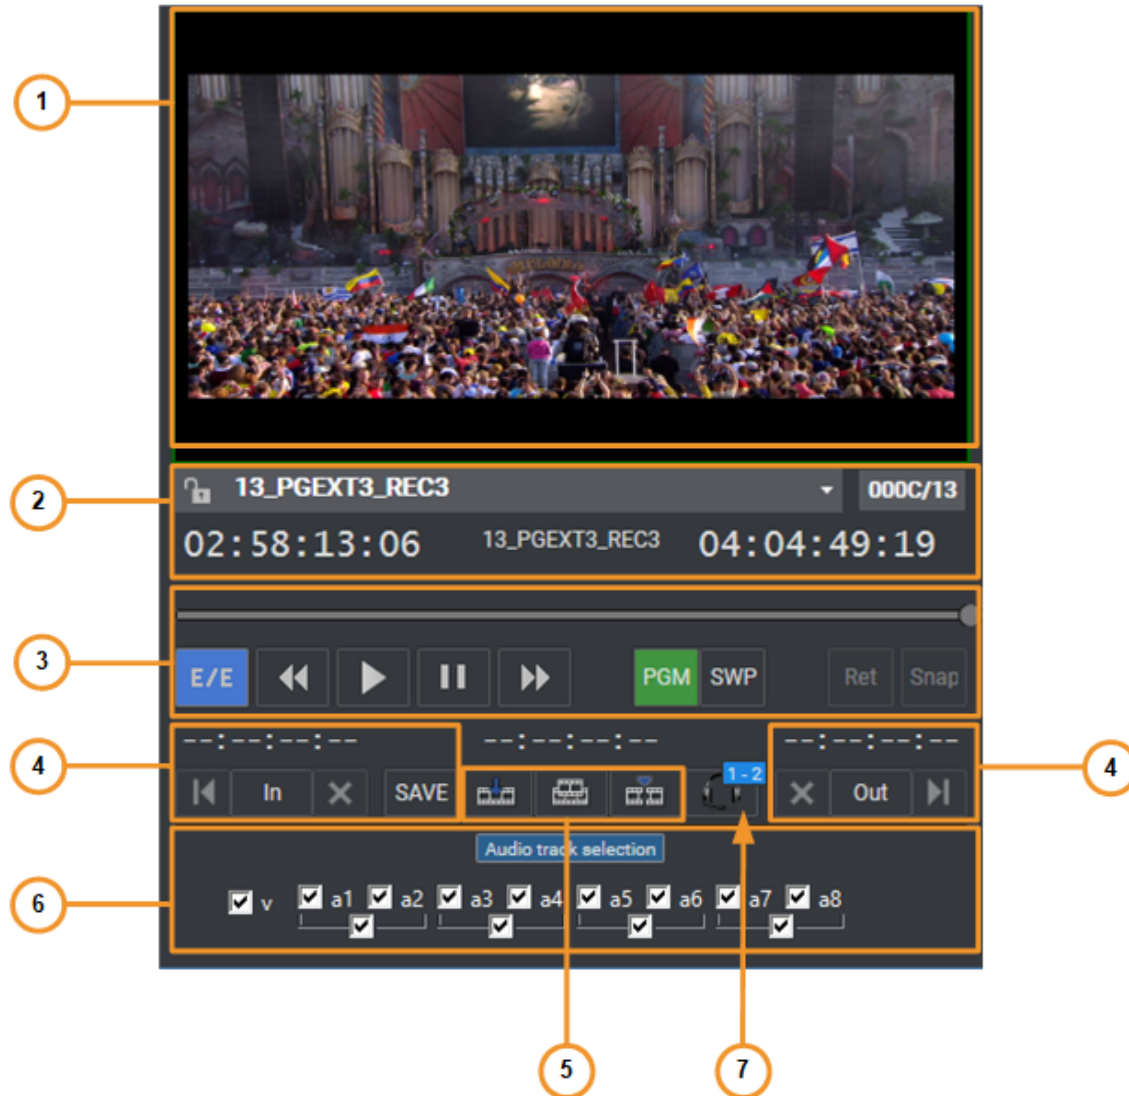 1
2
13_PGEXT3_REC3
000C/13
02:58:13:06 13_PGEXT3_REC3 04:04:49:19
3
E/E PGM SWP Ret Snap
4
--:--:--:-- --:--:--:-- --:--:--:--
4
In SAVE 1-2 Out
Audio track selection
6
v a1 a2 a3 a4 a5 a6 a7 a8
5 7